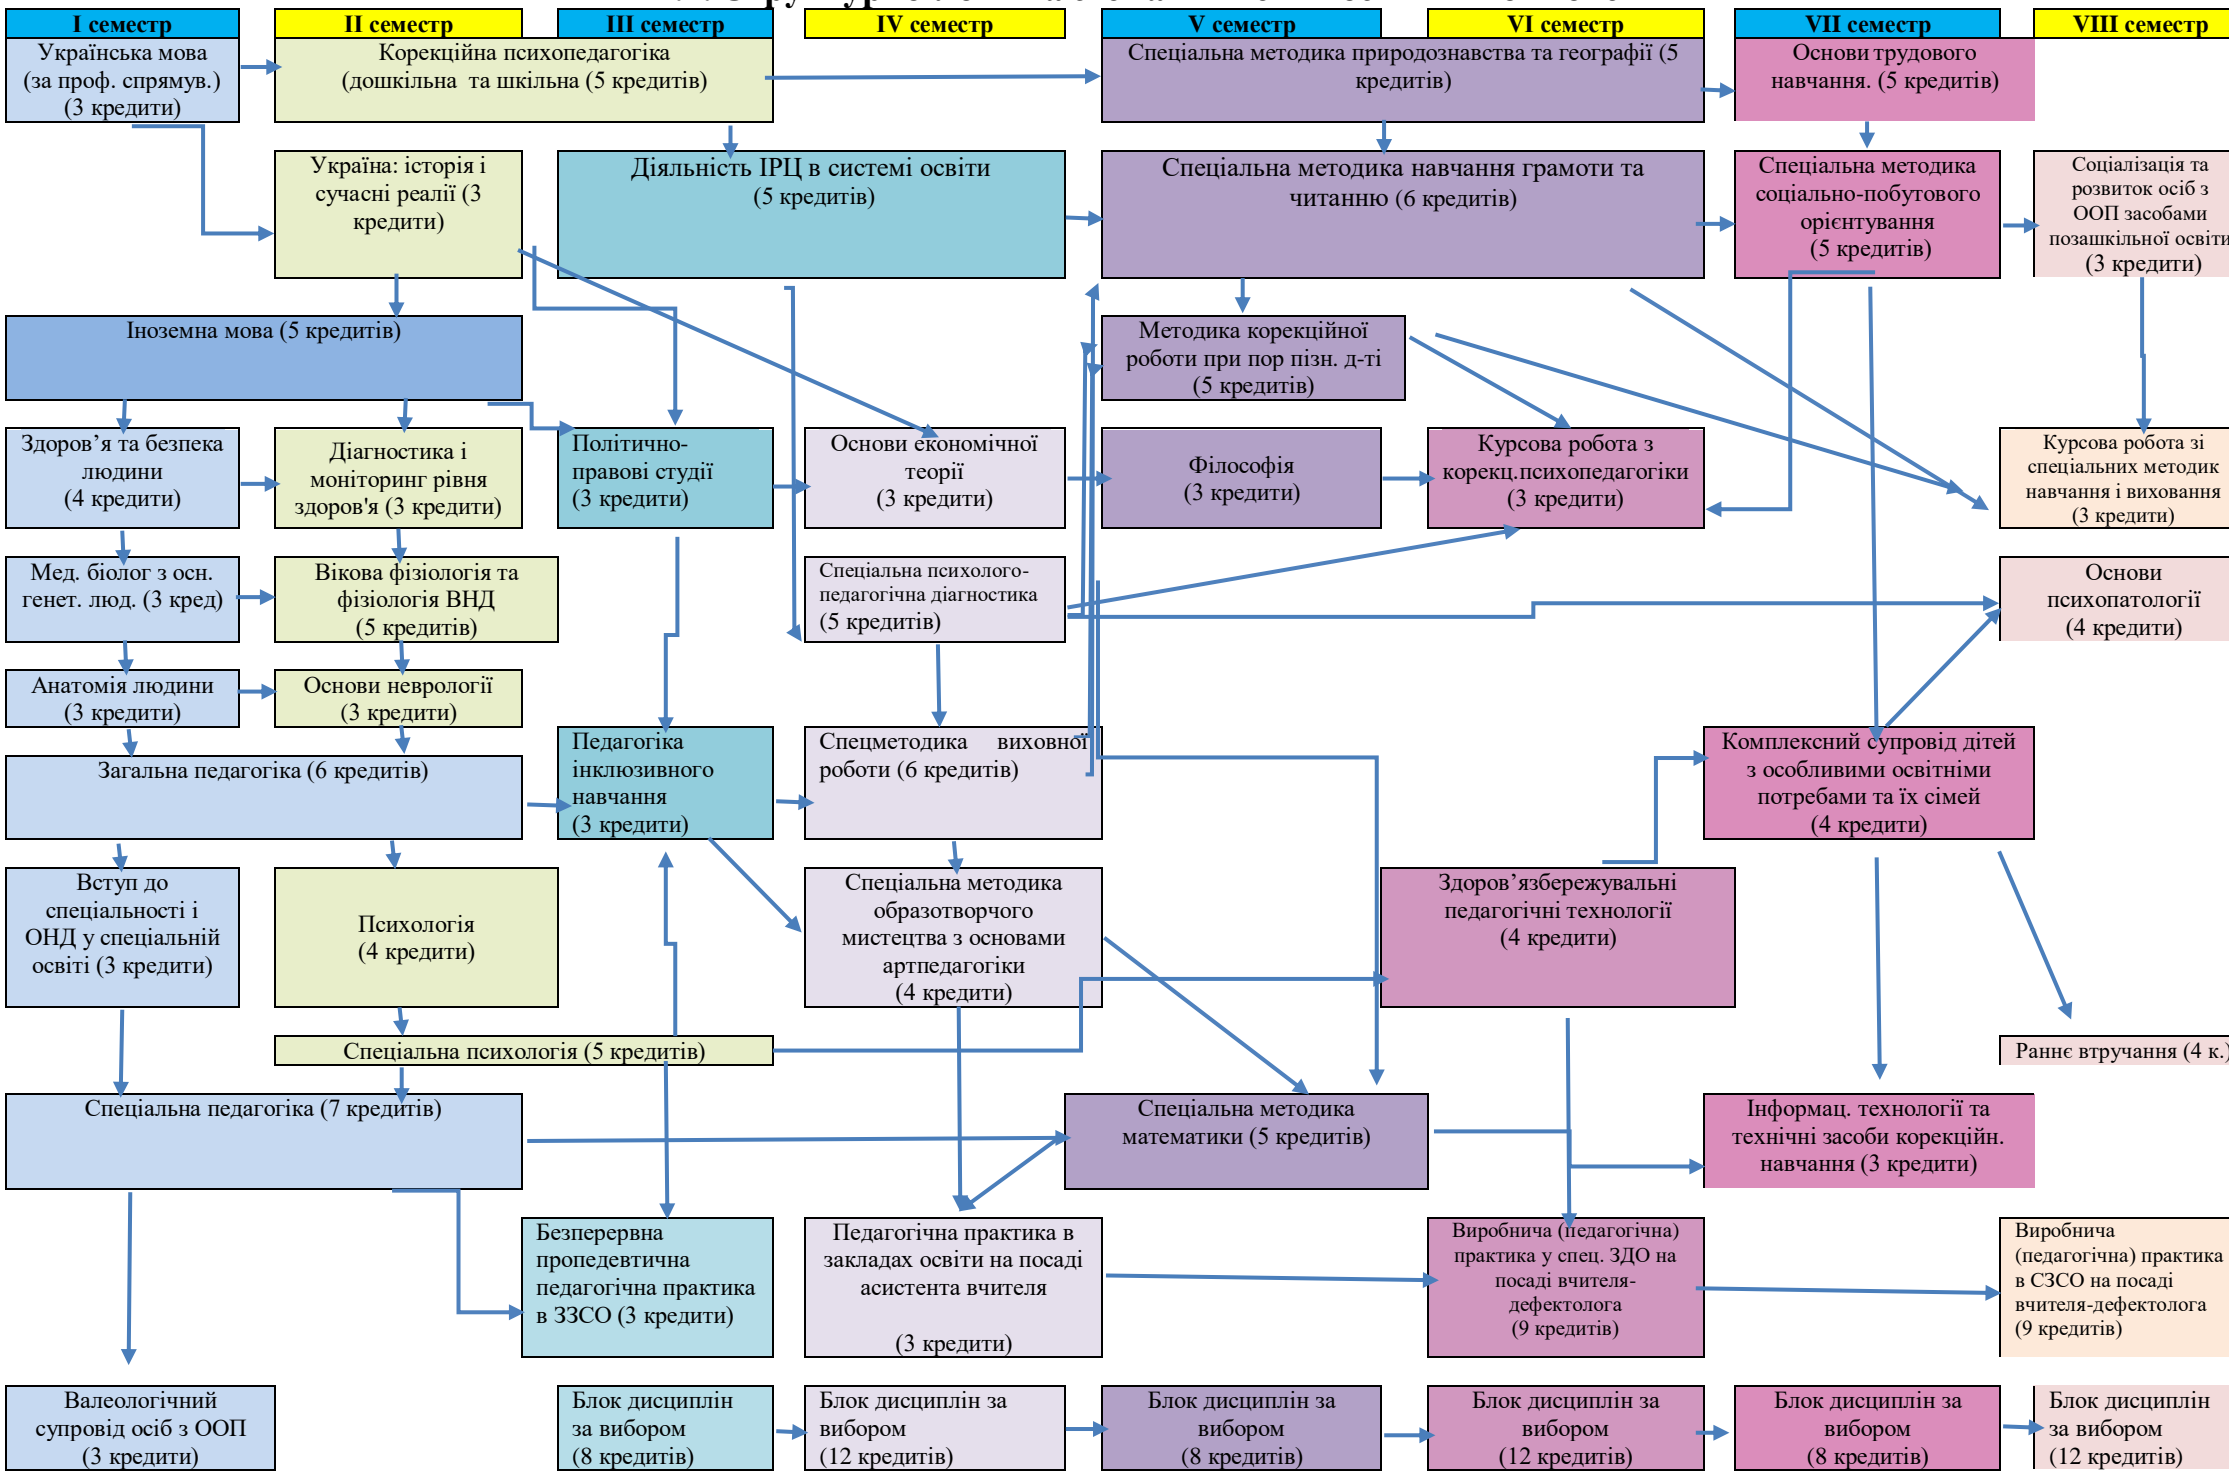 I семестр
II семестр
III семестр
IV семестр
V семестр
VI семестр
VII семестр
VIII семестр
Українська мова
(за проф. спрямув.)
(3 кредити)
Корекційна психопедагогіка
(дошкільна та шкільна (5 кредитів)
Спеціальна методика природознавства та географії (5
кредитів)
Основи трудового
навчання. (5 кредитів)
Україна: історія і
сучасні реалії (3
кредити)
Діяльність ІРЦ в системі освіти
(5 кредитів)
Спеціальна методика навчання грамоти та
читанню (6 кредитів)
Спеціальна методика
соціально-побутового
орієнтування
(5 кредитів)
Соціалізація та
розвиток осіб з
ООП засобами
позашкільної освіти
(3 кредити)
Іноземна мова (5 кредитів)
Методика корекційної
роботи при пор пізн. д-ті
(5 кредитів)
Здоров’я та безпека
людини
(4 кредити)
Діагностика і
моніторинг рівня
здоров'я (3 кредити)
Політично-
правові студії
(3 кредити)
Основи економічної
теорії
(3 кредити)
Філософія
(3 кредити)
Курсова робота з
корекц.психопедагогіки
(3 кредити)
Курсова робота зі
спеціальних методик
навчання і виховання
(3 кредити)
Мед. біолог з осн.
генет. люд. (3 кред)
Вікова фізіологія та
фізіологія ВНД
(5 кредитів)
Спеціальна психолого-
педагогічна діагностика
(5 кредитів)
Основи
психопатології
(4 кредити)
Анатомія людини
(3 кредити)
Основи неврології
(3 кредити)
Загальна педагогіка (6 кредитів)
Педагогіка
інклюзивного
навчання
(3 кредити)
Спецметодика виховної
роботи (6 кредитів)
Комплексний супровід дітей
з особливими освітніми
потребами та їх сімей
(4 кредити)
Вступ до
спеціальності і
ОНД у спеціальній
освіті (3 кредити)
Психологія
(4 кредити)
Спеціальна методика
образотворчого
мистецтва з основами
артпедагогіки
(4 кредити)
Здоров’язбережувальні
педагогічні технології
(4 кредити)
Спеціальна психологія (5 кредитів)
Раннє втручання (4 к.)
Спеціальна педагогіка (7 кредитів)
Спеціальна методика
математики (5 кредитів)
Інформац. технології та
технічні засоби корекційн.
навчання (3 кредити)
Безперервна
пропедевтична
педагогічна практика
в ЗЗСО (3 кредити)
Педагогічна практика в
закладах освіти на посаді
асистента вчителя
(3 кредити)
Виробнича (педагогічна)
практика у спец. ЗДО на
посаді вчителя-
дефектолога
(9 кредитів)
Виробнича
(педагогічна) практика
в СЗСО на посаді
вчителя-дефектолога
(9 кредитів)
Валеологічний
супровід осіб з ООП
(3 кредити)
Блок дисциплін
за вибором
(8 кредитів)
Блок дисциплін за
вибором
(12 кредитів)
Блок дисциплін за
вибором
(8 кредитів)
Блок дисциплін за
вибором
(12 кредитів)
Блок дисциплін за
вибором
(8 кредитів)
Блок дисциплін
за вибором
(12 кредитів)